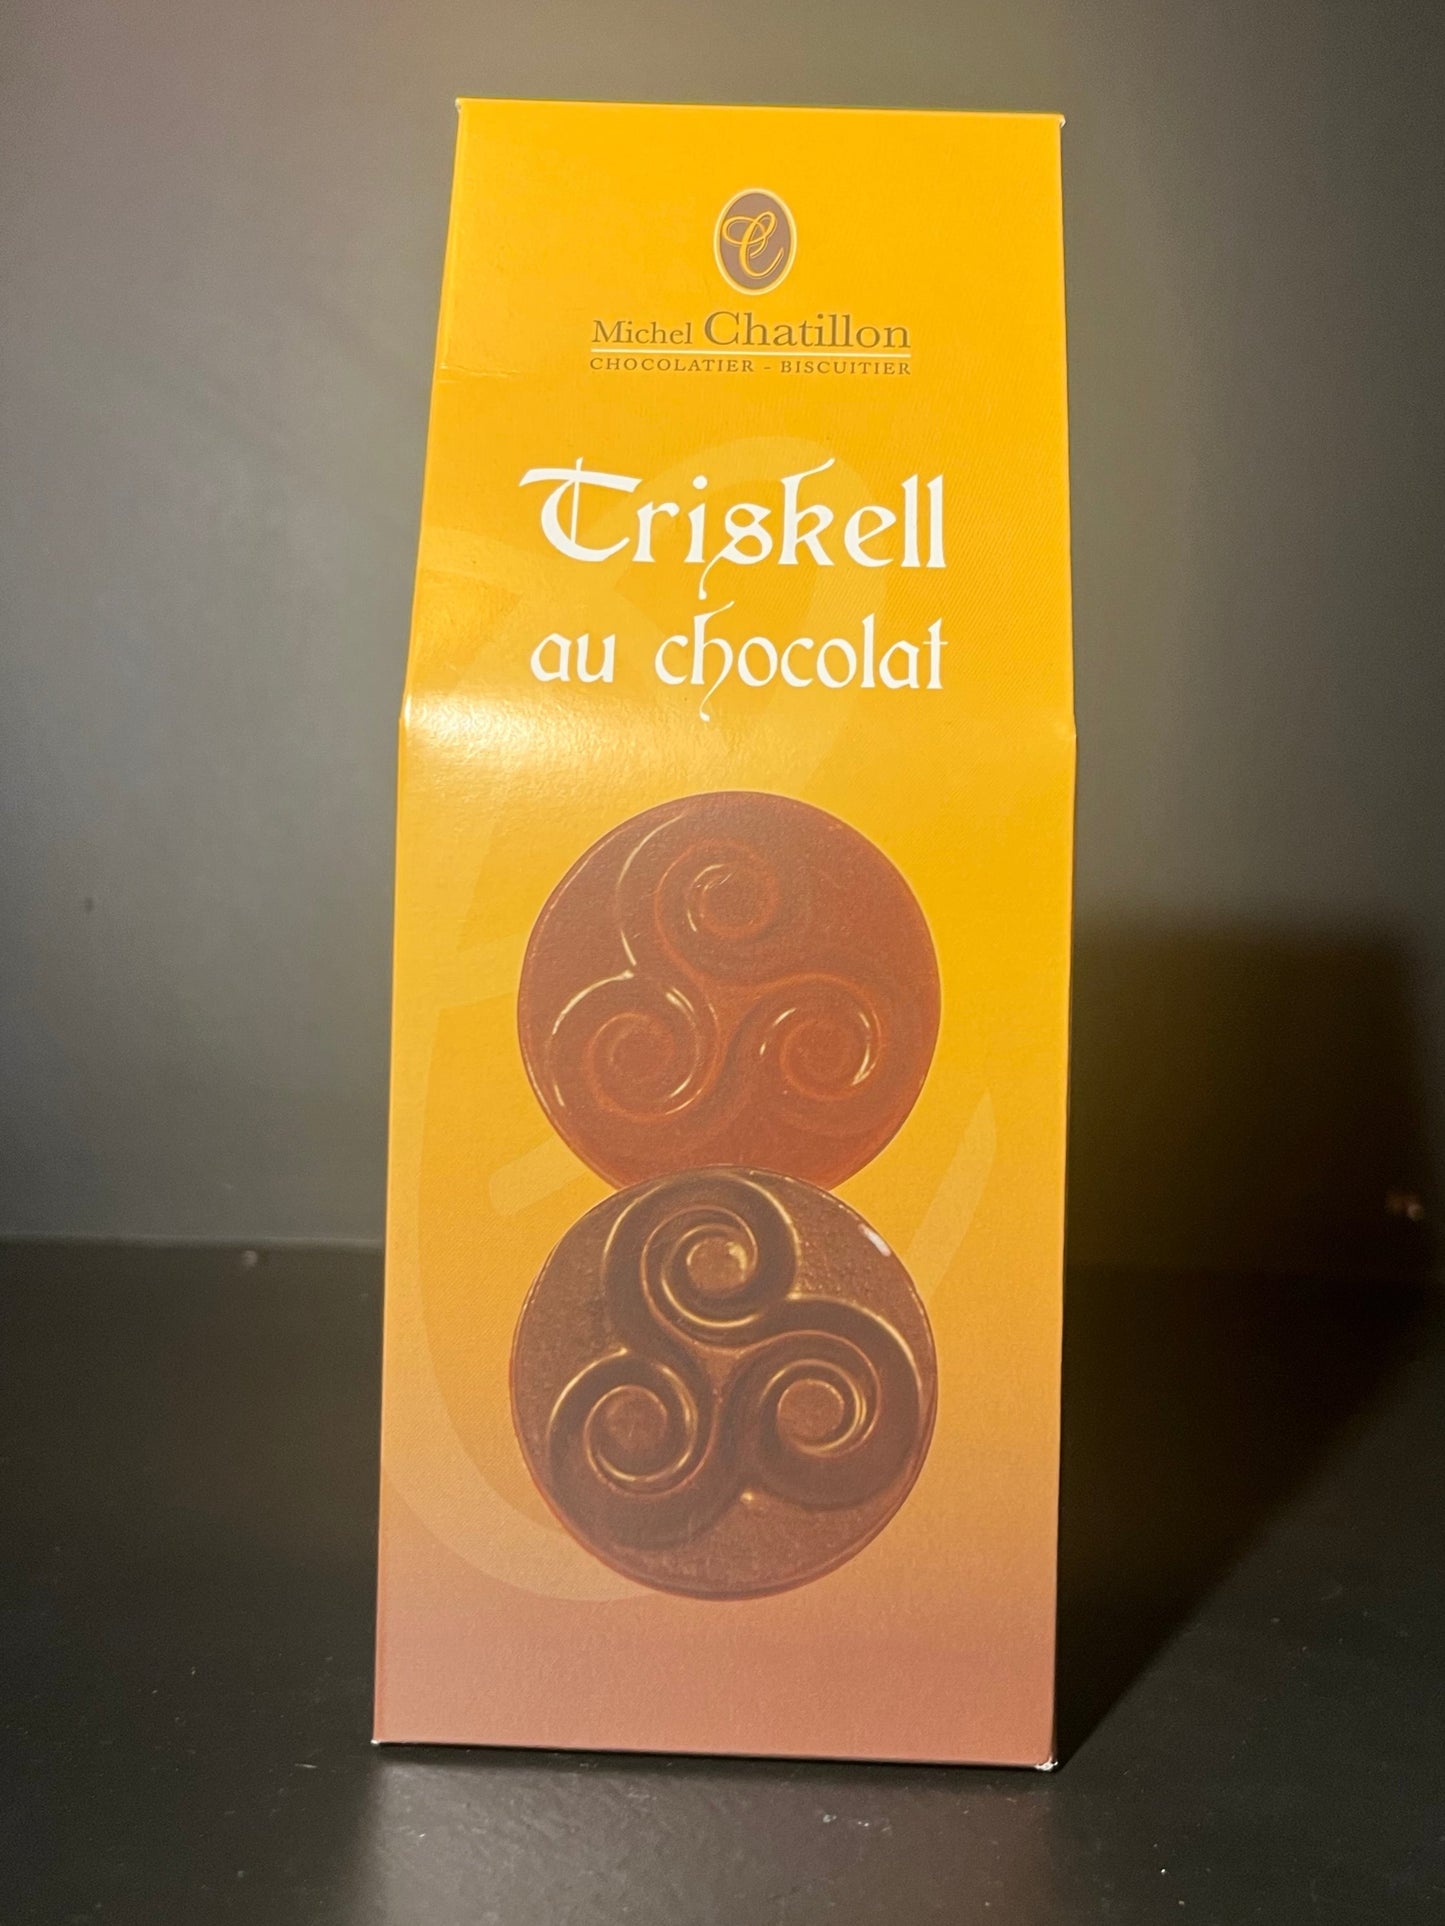 C
Michel Chatillon
CHOCOLATIER - BISCUITIER
Triskell
au chocolat